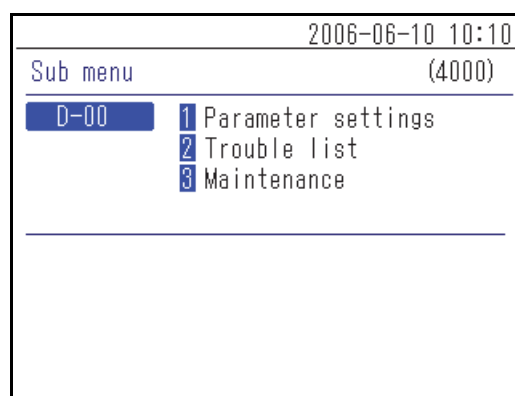 2006-06-10 10:10
Sub menu (4000)
D-00 1 Parameter settings
2 Trouble list
3 Maintenance